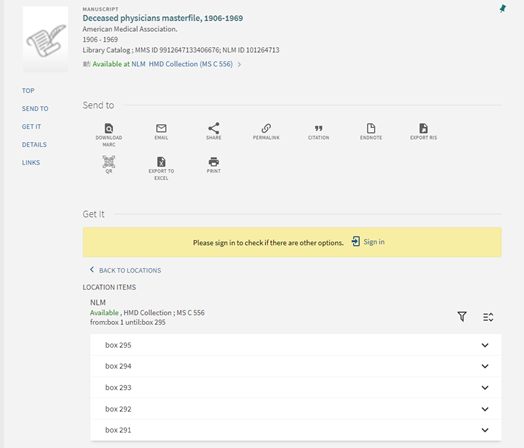 MANUSCRIPT
Deceased physicians masterfile, 1906-1969
American Medical Association.
1906 - 1969
Library Catalog ; MMS ID 9912647133406676; NLM ID 101264713
Available at NLM HMD Collection (MS C 556)
TOP
SEND TO
GET IT
DETAILS
LINKS
Send to
DOWNLOAD MARC
EMAIL
SHARE
PERMALINK
CITATION
ENDNOTE
EXPORT RIS
QR
EXPORT TO EXCEL
PRINT
Get It
Please sign in to check if there are other options. Sign in
BACK TO LOCATIONS
LOCATION ITEMS
NLM
Available , HMD Collection ; MS C 556
from:box 1 until:box 295
box 295
box 294
box 293
box 292
box 291